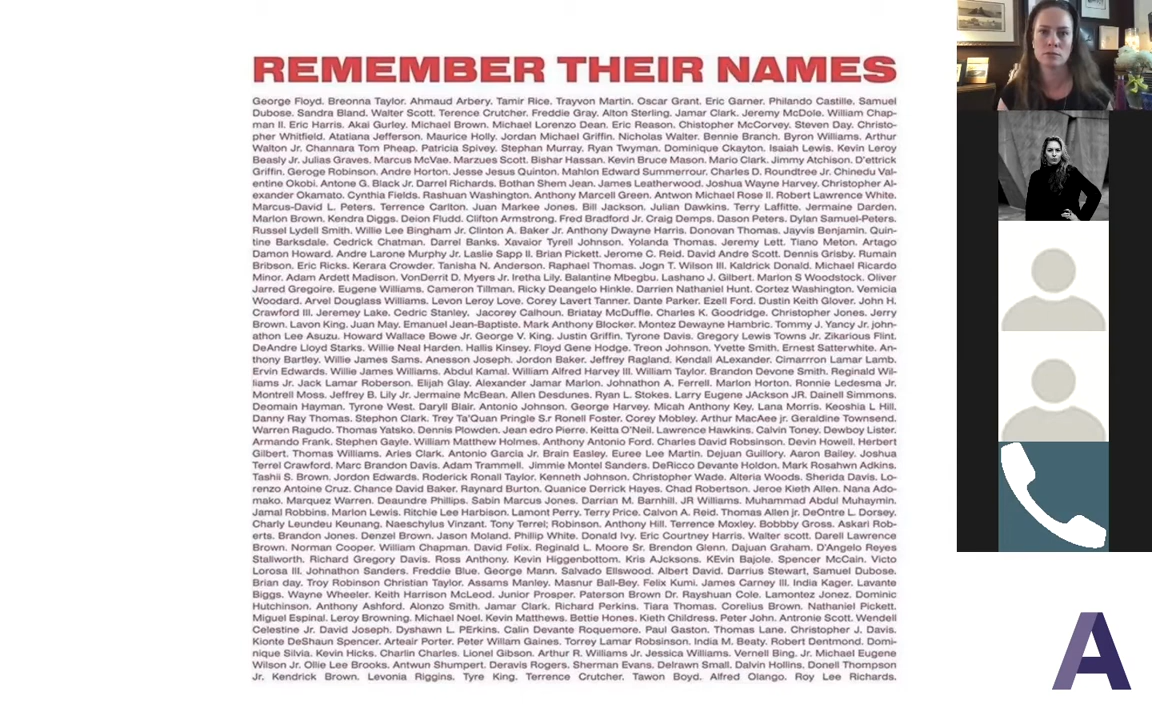 REMEMBER THEIR NAMES
George Floyd. Breonna Taylor. Ahmaud Arbery. Tamir Rice. Trayvon Martin. Oscar Grant. Eric Garner. Philando Castille. Samuel
Dubose. Sandra Bland. Walter Scott. Terence Crutcher. Freddie Gray. Alton Sterling. Jamar Clark. Jeremy McDole. William Chap-
man II. Eric Harris. Akai Gurley. Michael Brown. Michael Lorenzo Dean. Eric Reason. Chistopher McCorvey. Steven Day. Christo-
pher Whitfield. Atatiana Jefferson. Maurice Holly. Jordan Michael Griffin. Nicholas Walter. Bennie Branch. Byron Williams. Arthur
Walton Jr. Channara Tom Pheap. Patricia Spivey. Stephan Murray. Ryan Twyman. Dominique Ckayton. Isaiah Lewis. Kevin Leroy
Beasly Jr. Julias Graves. Marcus McVae. Marzues Scott. Bishar Hassan. Kevin Bruce Mason. Mario Clark. Jimmy Atchison. D'ettrick
Griffin. Geroge Robinson. Andre Horton. Jesse Jesus Quinton. Mahlon Edward Summerrour. Charles D. Roundtree Jr. Chinedu Val-
entine Okobi. Antone G. Black Jr. Darrel Richards. Bothan Shem Jean. James Leatherwood. Joshua Wayne Harvey. Christopher Al-
exander Okamato. Cynthia Fields. Rashuan Washington. Anthony Marcell Green. Antwon Michael Rose II. Robert Lawrence White.
Marcus-David L. Peters. Terrence Carlton. Juan Markee Jones. Bill Jackson. Julian Dawkins. Terry Laffitte. Jermaine Darden.
Marlon Brown. Kendra Diggs. Deion Fludd. Clifton Armstrong. Fred Bradford Jr. Craig Demps. Dason Peters. Dylan Samuel-Peters.
Russel Lydell Smith. Willie Lee Bingham Jr. Clinton A. Baker Jr. Anthony Dwayne Harris. Donovan Thomas. Jayvis Benjamin. Quin-
tine Barksdale. Cedrick Chatman. Darrel Banks. Xavaior Tyrell Johnson. Yolanda Thomas. Jeremy Lett. Tiano Meton. Artago
Damon Howard. Andre Larone Murphy Jr. Laslie Sapp II. Brian Pickett. Jerome C. Reid. David Andre Scott. Dennis Grisby. Rumain
Bribson. Eric Ricks. Kerara Crowder. Tanisha N. Anderson. Raphael Thomas. Jogn T. Wilson III. Kaldrick Donald. Michael Ricardo
Minor. Adam Ardett Madison. VonDerrit D. Myers Jr. Iretha Lily. Balantine Mbegbu. Lashano J. Gilbert. Marlon S Woodstock. Oliver
Jarred Gregoire. Eugene Williams. Cameron Tillman. Ricky Deangelo Hinkle. Darrien Nathaniel Hunt. Cortez Washington. Vemicia
Woodard. Arvel Douglass Williams. Levon Leroy Love. Corey Lavert Tanner. Dante Parker. Ezell Ford. Dustin Keith Glover. John H.
Crawford III. Jeremey Lake. Cedric Stanley. Jacorey Calhoun. Briatay McDuffie. Charles K. Goodridge. Christopher Jones. Jerry
Brown. Lavon King. Juan May. Emanuel Jean-Baptiste. Mark Anthony Blocker. Montez Dewayne Hambric. Tommy J. Yancy Jr. john-
athon Lee Asuzu. Howard Wallace Bowe Jr. George V. King. Justin Griffin. Tyrone Davis. Gregory Lewis Towns Jr. Zikarious Flint.
DeAndre Lloyd Starks. Willie Neal Harden. Hallis Kinsey. Floyd Gene Hodge. Treon Johnson. Yvette Smith. Ernest Satterwhite. An-
thony Bartley. Willie James Sams. Anesson Joseph. Jordon Baker. Jeffrey Ragland. Kendall ALexander. Cimarrron Lamar Lamb.
Ervin Edwards. Willie James Williams. Abdul Kamal. William Alfred Harvey III. William Taylor. Brandon Devone Smith. Reginald Wil-
liams Jr. Jack Lamar Roberson. Elijah Glay. Alexander Jamar Marlon. Johnathon A. Ferrell. Marlon Horton. Ronnie Ledesma Jr.
Montrell Moss. Jeffrey B. Lily Jr. Jermaine McBean. Allen Desdunes. Ryan L. Stokes. Larry Eugene JAckson JR. Dainell Simmons.
Deomain Hayman. Tyrone West. Daryll Blair. Antonio Johnson. George Harvey. Micah Anthony Key. Lana Morris. Keoshia L Hill.
Danny Ray Thomas. Stephon Clark. Trey Ta'Quan Pringle S.r Ronell Foster. Corey Mobley. Arthur MacAee jr. Geraldine Townsend.
Warren Ragudo. Thomas Yatsko. Dennis Plowden. Jean edro Pierre. Keitta O'Neil. Lawrence Hawkins. Calvin Toney. Dewboy Lister.
Armando Frank. Stephen Gayle. William Matthew Holmes. Anthony Antonio Ford. Charles David Robsinson. Devin Howell. Herbert
Gilbert. Thomas Williams. Aries Clark. Antonio Garcia Jr. Brain Easley. Euree Lee Martin. Dejuan Guillory. Aaron Bailey. Joshua
Terrel Crawford. Marc Brandon Davis. Adam Trammell. Jimmie Montel Sanders. DeRicco Devante Holdon. Mark Rosahwn Adkins.
Tashii S. Brown. Jordon Edwards. Roderick Ronall Taylor. Kenneth Johnson. Christopher Wade. Alteria Woods. Sherida Davis. Lo-
renzo Antoine Cruz. Chance David Baker. Raynard Burton. Quanice Derrick Hayes. Chad Robertson. Jeroe Kieth Allen. Nana Ado-
mako. Marquez Warren. Deaundre Phillips. Sabin Marcus Jones. Darrian M. Barnhill. JR Williams. Muhammad Abdul Muhaymin.
Jamal Robbins. Marlon Lewis. Ritchie Lee Harbison. Lamont Perry. Terry Price. Calvon A. Reid. Thomas Allen jr. DeOntre L. Dorsey.
Charly Leundeu Keunang. Naeschylus Vinzant. Tony Terrel; Robinson. Anthony Hill. Terrence Moxley. Bobbby Gross. Askari Rob-
erts. Brandon Jones. Denzel Brown. Jason Moland. Phillip White. Donald Ivy. Eric Courtney Harris. Walter scott. Darell Lawrence
Brown. Norman Cooper. William Chapman. David Felix. Reginald L. Moore Sr. Brendon Glenn. Dajuan Graham. D'Angelo Reyes
Stallworth. Richard Gregory Davis. Ross Anthony. Kevin Higgenbottom. Kris AJcksons. KEvin Bajole. Spencer McCain. Victo
Lorosa III. Johnathon Sanders. Freddie Blue. George Mann. Salvado Ellswood. Albert David. Darrius Stewart, Samuel Dubose.
Brian day. Troy Robinson Christian Taylor. Assams Manley. Masnur Ball-Bey. Felix Kumi. James Carney III. India Kager. Lavante
Biggs. Wayne Wheeler. Keith Harrison McLeod. Junior Prosper. Paterson Brown Dr. Rayshuan Cole. Lamontez Jonez. Dominic
Hutchinson. Anthony Ashford. Alonzo Smith. Jamar Clark. Richard Perkins. Tiara Thomas. Corelius Brown. Nathaniel Pickett.
Miguel Espinal. Leroy Browning. Michael Noel. Kevin Matthews. Bettie Hones. Kieth Childress. Peter John. Antronie Scott. Wendell
Celestine Jr. David Joseph. Dyshawn L. PErkins. Calin Devante Roquemore. Paul Gaston. Thomas Lane. Christopher J. Davis.
Kionte DeShaun Spencer. Arteair Porter. Peter Willam Gaines. Torrey Lamar Robsinson. India M. Beaty. Robert Dentmond. Domi-
nique Silvia. Kevin Hicks. Charlin Charles. Lionel Gibson. Arthur R. Williams Jr. Jessica Williams. Vernell Bing. Jr. Michael Eugene
Wilson Jr. Ollie Lee Brooks. Antwun Shumpert. Deravis Rogers. Sherman Evans. Delrawn Small. Dalvin Hollins. Donell Thompson
Jr. Kendrick Brown. Levonia Riggins. Tyre King. Terrence Crutcher. Tawon Boyd. Alfred Olango. Roy Lee Richards.
A